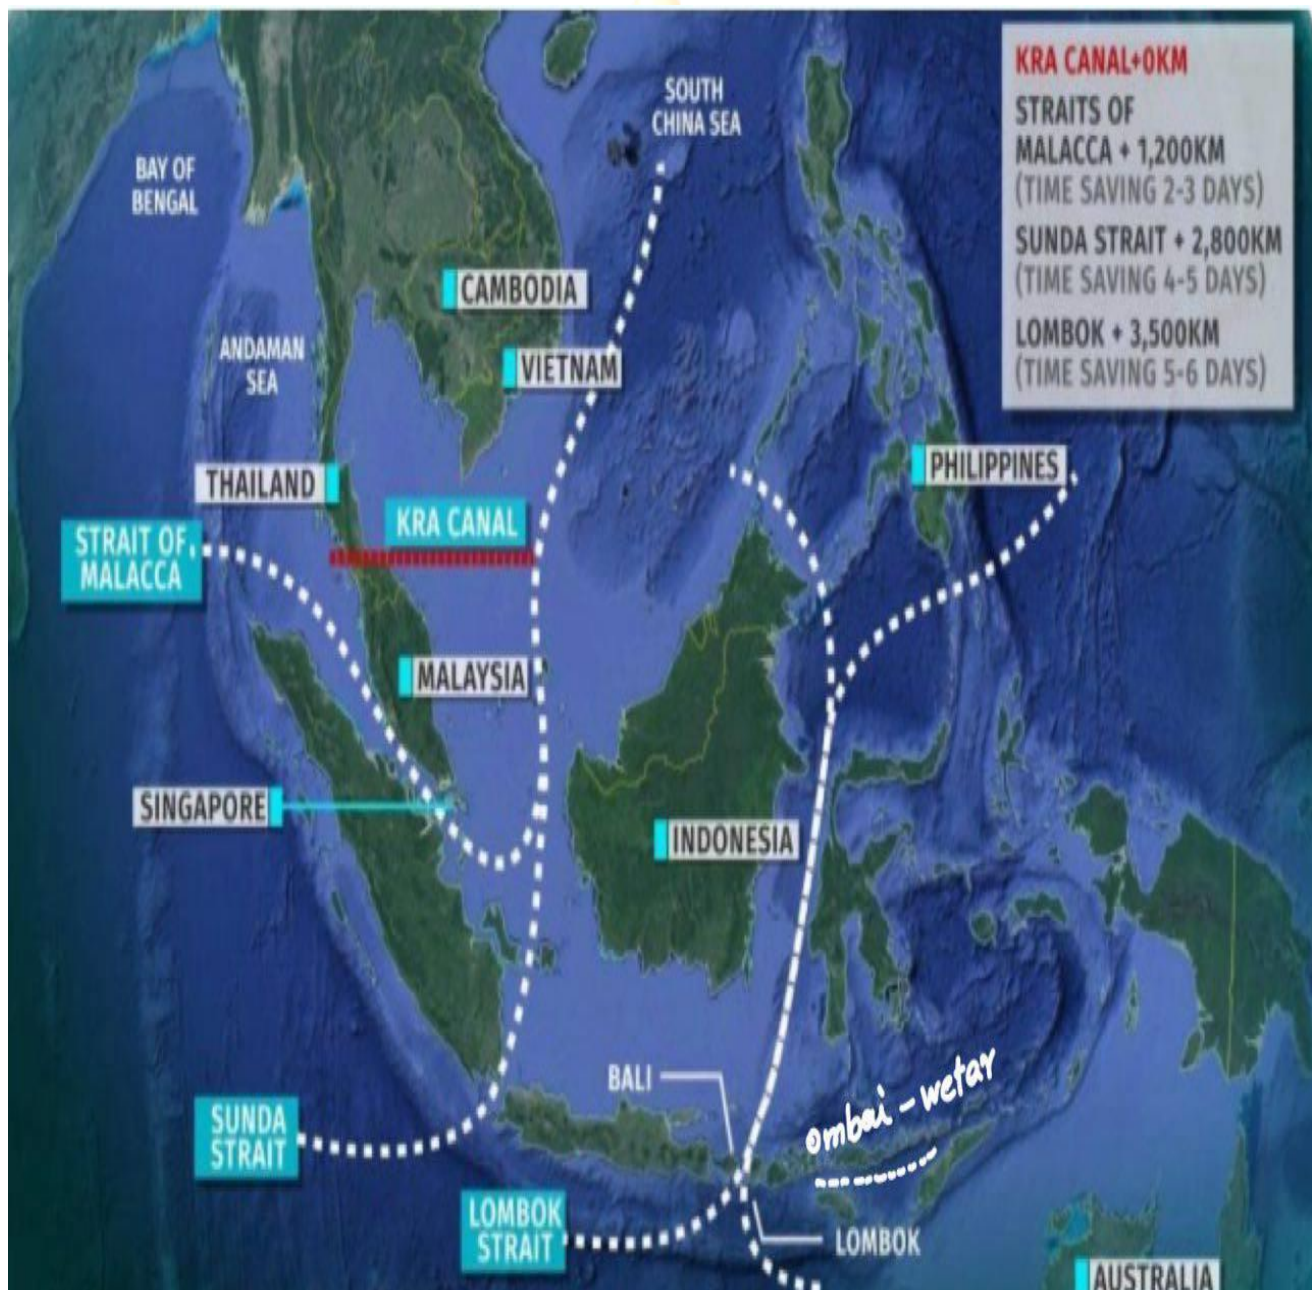 KRA CANAL+0KM
STRAITS OF
MALACCA + 1,200KM
(TIME SAVING 2-3 DAYS)
SUNDA STRAIT + 2,800KM
(TIME SAVING 4-5 DAYS)
LOMBOK + 3,500KM
(TIME SAVING 5-6 DAYS)
SOUTH
CHINA SEA
BAY OF
BENGAL
CAMBODIA
VIETNAM
ANDAMAN
SEA
PHILIPPINES
THAILAND
KRA CANAL
STRAIT OF
MALACCA
MALAYSIA
SINGAPORE
INDONESIA
BALI
ombai-wetar
SUNDA
STRAIT
LOMBOK
STRAIT
LOMBOK
AUSTRALIA